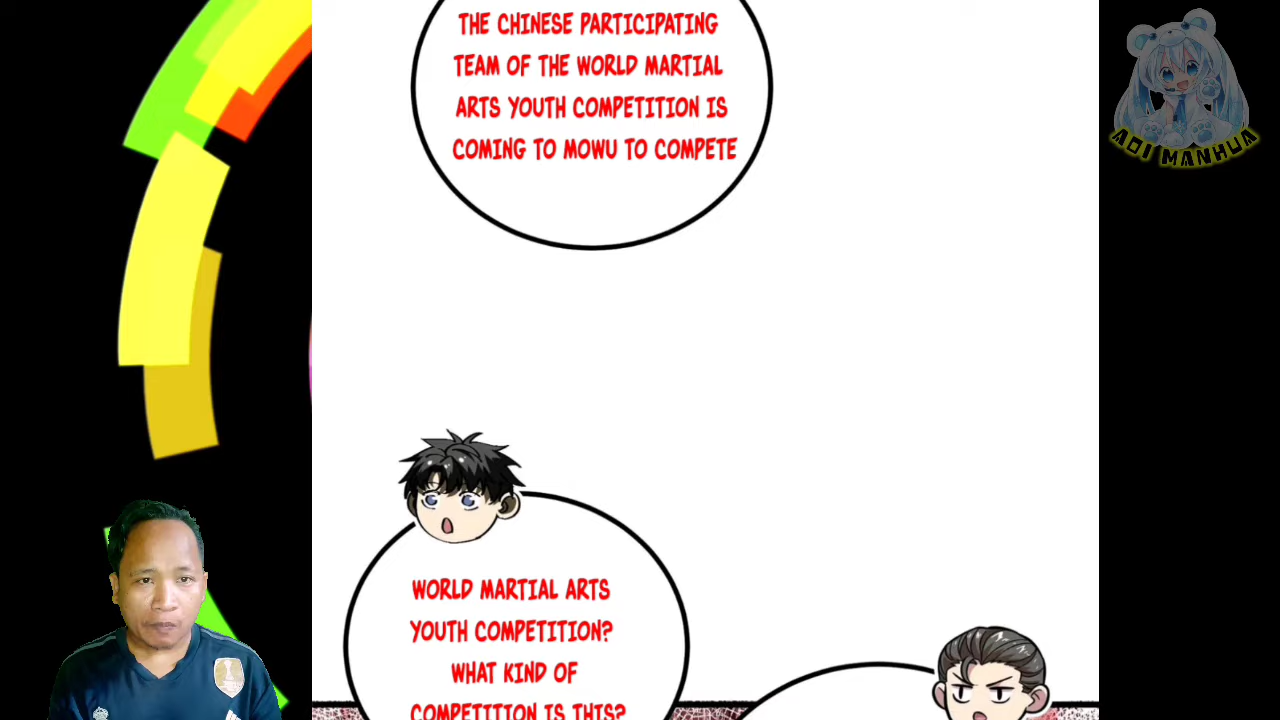 THE CHINESE PARTICIPATING
TEAM OF THE WORLD MARTIAL
ARTS YOUTH COMPETITION IS
COMING TO MOWU TO COMPETE
AOI MANHUA
WORLD MARTIAL ARTS
YOUTH COMPETITION?
WHAT KIND OF
COMPETITION IS THIS?